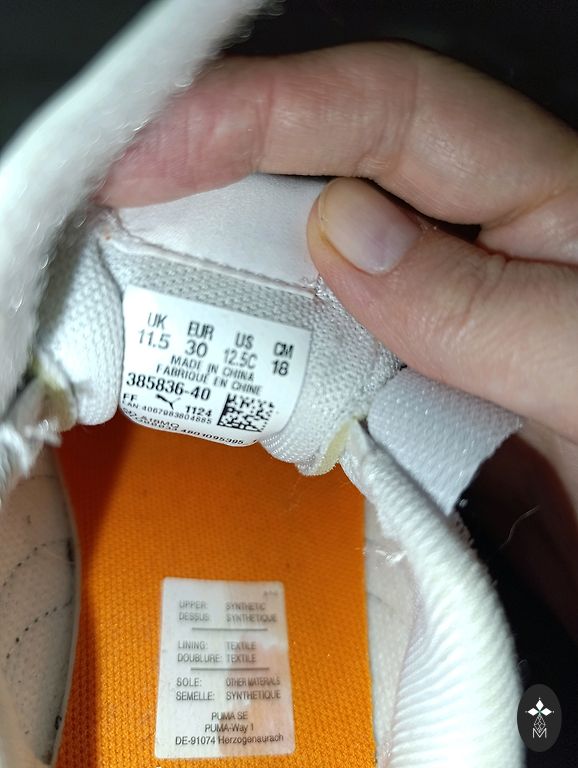 UK EUR US CM
11.5 30 12.5C 18
MADE IN CHINA
FABRIQUÉ EN CHINE
385836-40
FF 1124
EAN 4067983804885
UPPER: SYNTHETIC
DESSUS: SYNTHETIQUE
LINING: TEXTILE
DOUBLURE: TEXTILE
SOLE: OTHER MATERIALS
SEMELLE: SYNTHETIQUE
PUMA SE
PUMA-Way 1
DE-91074 Herzogenaurach
M